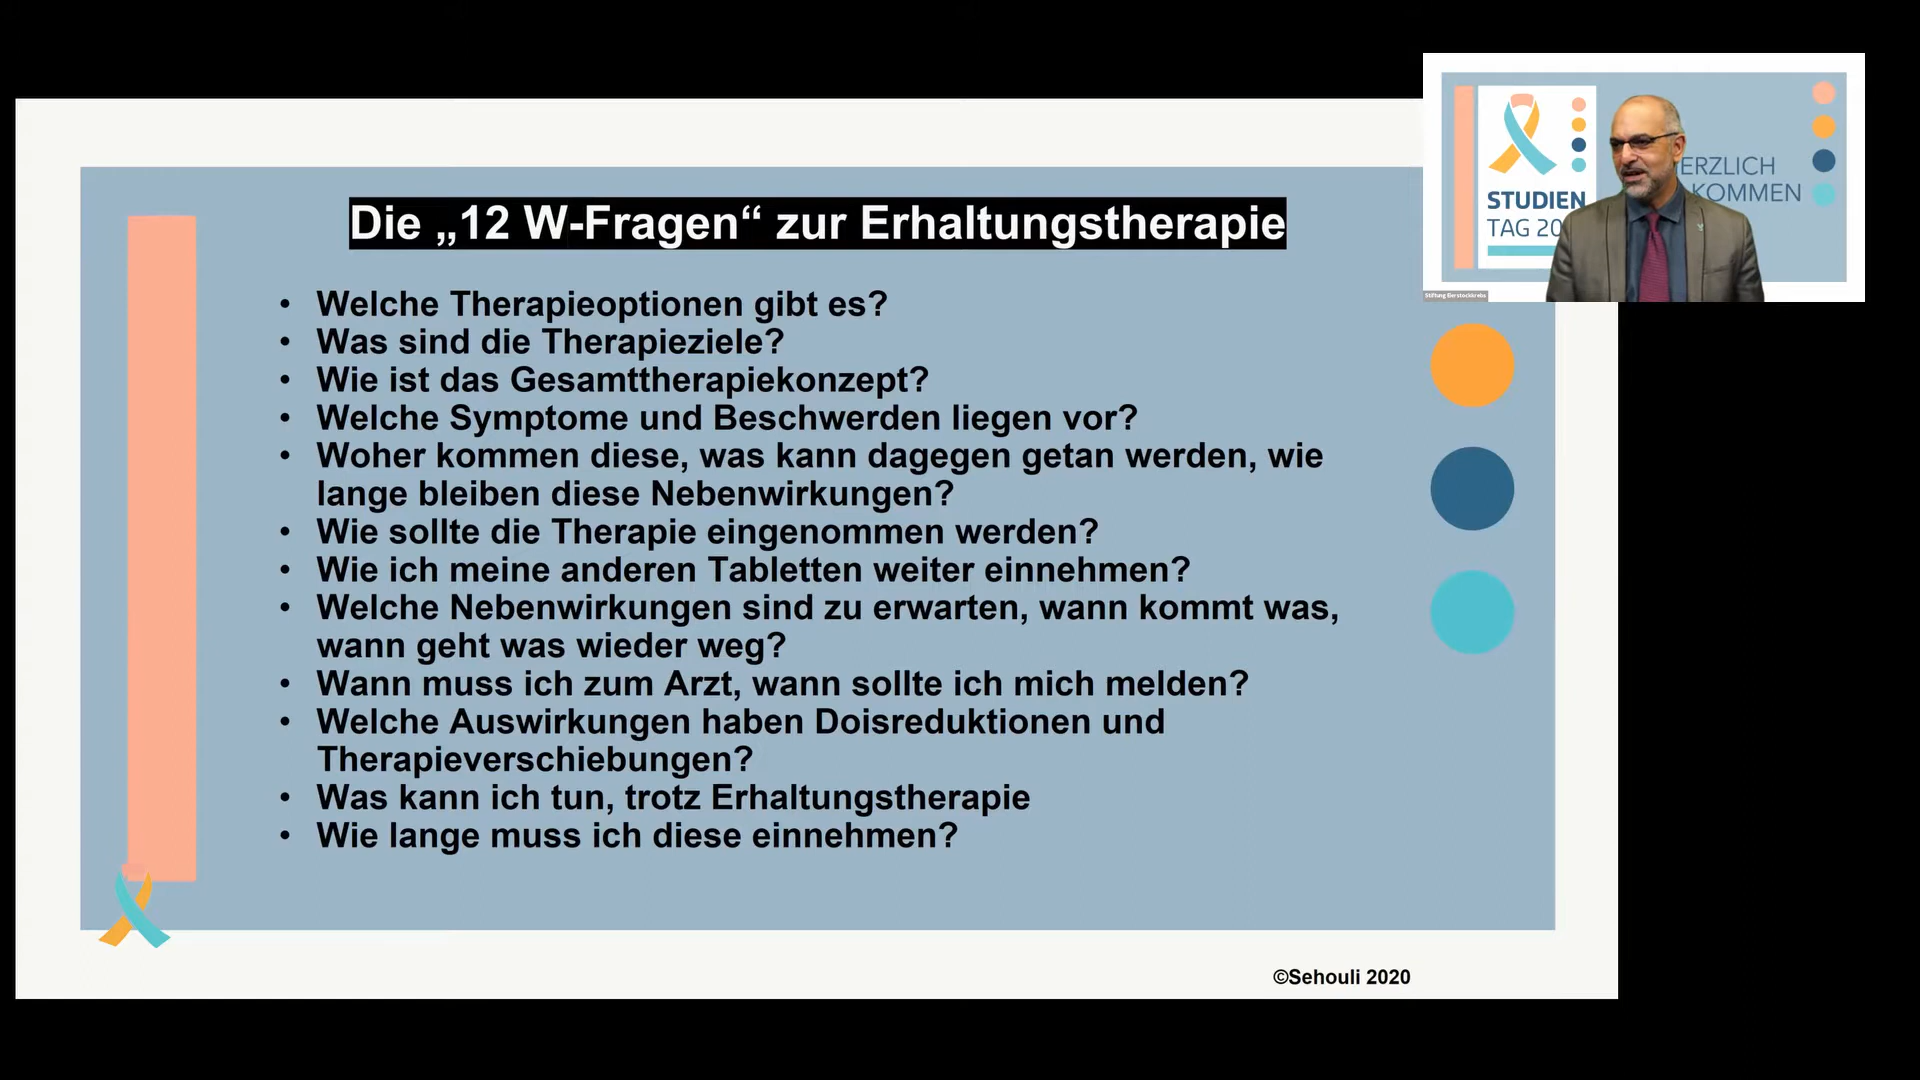 Die „12 W-Fragen“ zur Erhaltungstherapie
• Welche Therapieoptionen gibt es?
• Was sind die Therapieziele?
• Wie ist das Gesamttherapiekonzept?
• Welche Symptome und Beschwerden liegen vor?
• Woher kommen diese, was kann dagegen getan werden, wie
lange bleiben diese Nebenwirkungen?
• Wie sollte die Therapie eingenommen werden?
• Wie ich meine anderen Tabletten weiter einnehmen?
• Welche Nebenwirkungen sind zu erwarten, wann kommt was,
wann geht was wieder weg?
• Wann muss ich zum Arzt, wann sollte ich mich melden?
• Welche Auswirkungen haben Doisreduktionen und
Therapieverschiebungen?
• Was kann ich tun, trotz Erhaltungstherapie
• Wie lange muss ich diese einnehmen?
©Sehouli 2020
STUDIEN
TAG 20
ERZLICH
KOMMEN
Stiftung Eierstockkrebs